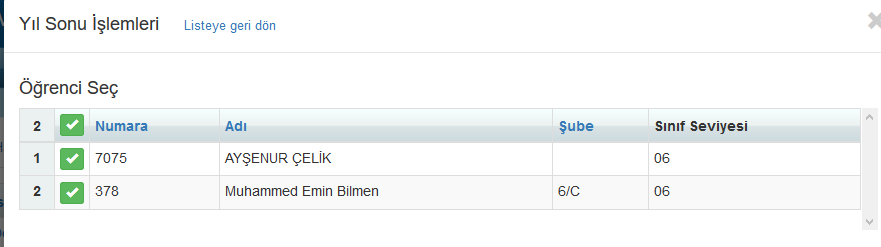 Yıl Sonu İşlemleri Listeye geri dön
Öğrenci Seç
2 Numara Adı Şube Sınıf Seviyesi
1 7075 AYŞENUR ÇELİK 06
2 378 Muhammed Emin Bilmen 6/C 06